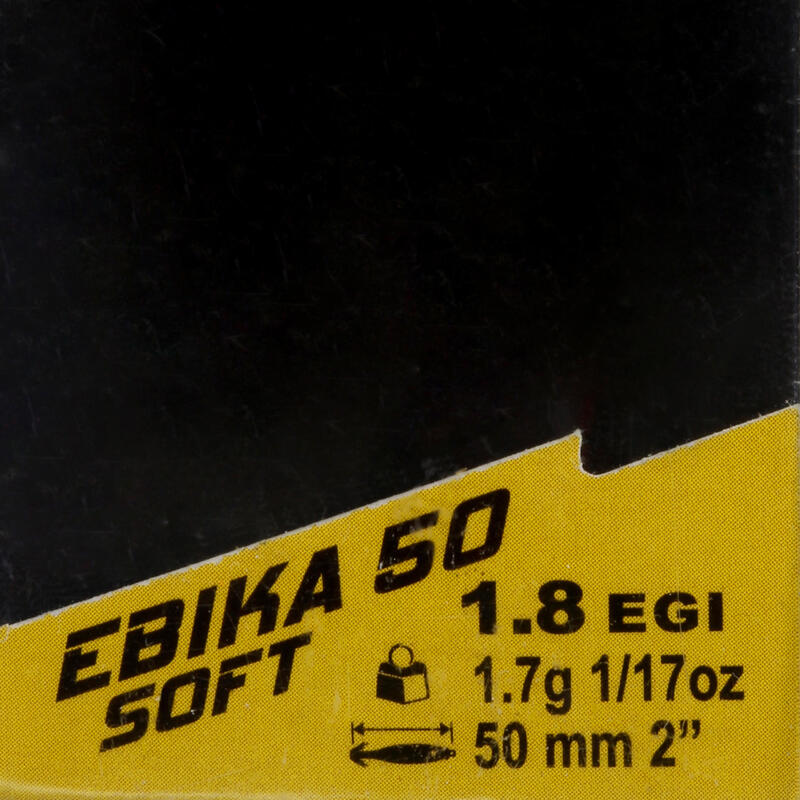 EBIKA 50
SOFT
1.8 EGI
1.7g 1/17oz
50 mm 2”